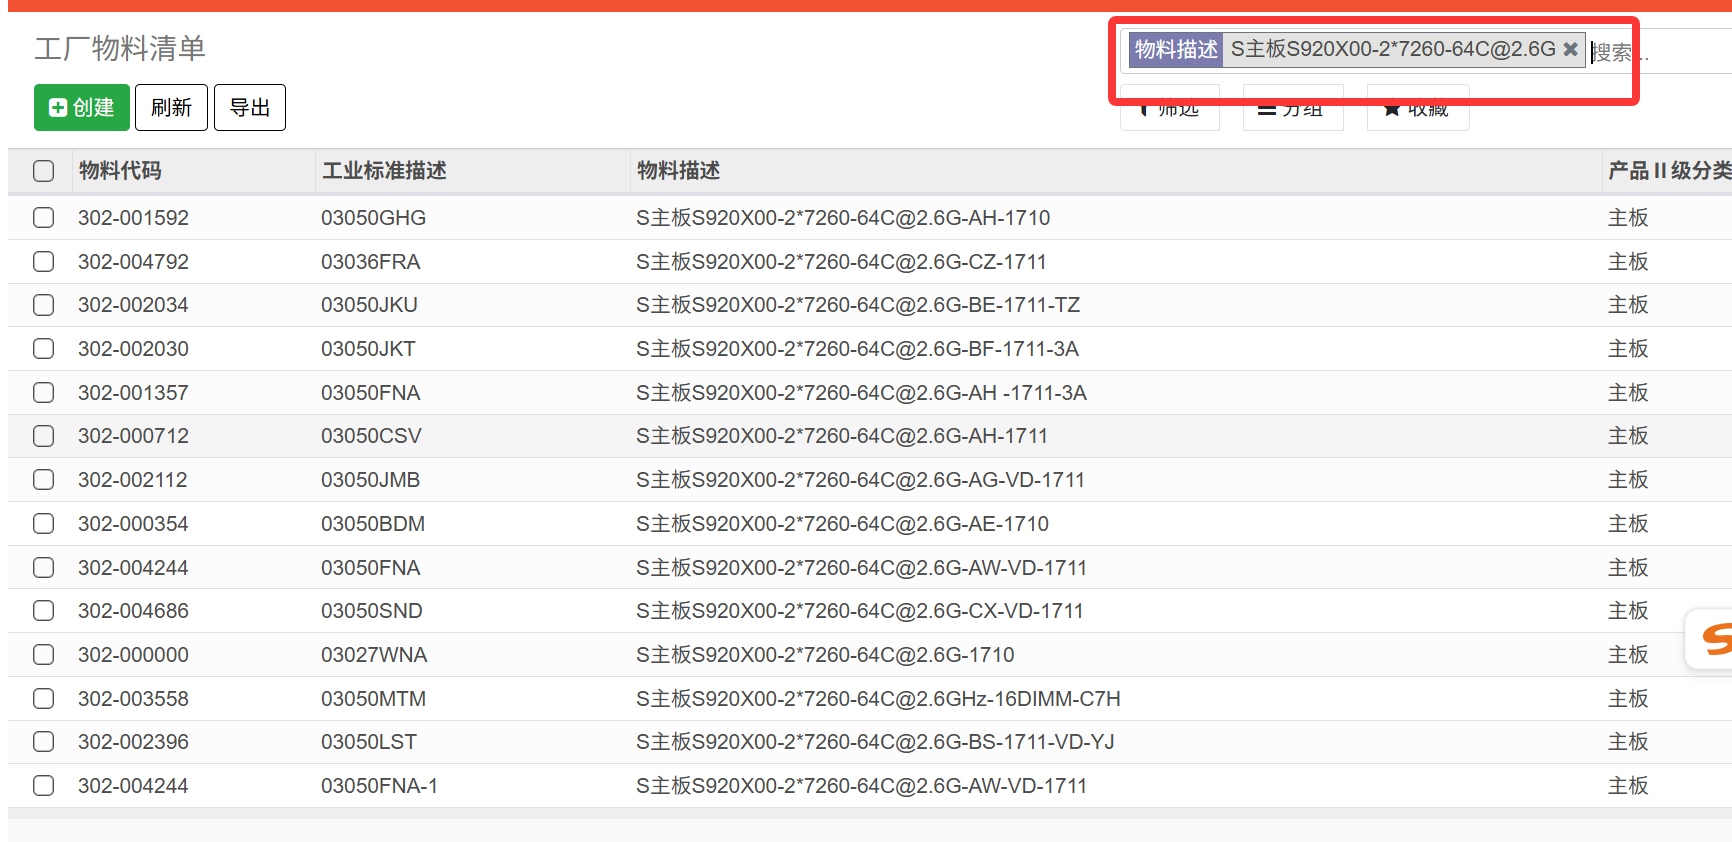 工厂物料清单
物料描述 S主板S920X00-2*7260-64C@2.6G 搜索...
创建 刷新 导出
筛选 分组 收藏
物料代码 工业标准描述 物料描述 产品 II 级分类
302-001592 03050GHG S主板S920X00-2*7260-64C@2.6G-AH-1710 主板
302-004792 03036FRA S主板S920X00-2*7260-64C@2.6G-CZ-1711 主板
302-002034 03050JKU S主板S920X00-2*7260-64C@2.6G-BE-1711-TZ 主板
302-002030 03050JKT S主板S920X00-2*7260-64C@2.6G-BF-1711-3A 主板
302-001357 03050FNA S主板S920X00-2*7260-64C@2.6G-AH -1711-3A 主板
302-000712 03050CSV S主板S920X00-2*7260-64C@2.6G-AH-1711 主板
302-002112 03050JMB S主板S920X00-2*7260-64C@2.6G-AG-VD-1711 主板
302-000354 03050BDM S主板S920X00-2*7260-64C@2.6G-AE-1710 主板
302-004244 03050FNA S主板S920X00-2*7260-64C@2.6G-AW-VD-1711 主板
302-004686 03050SND S主板S920X00-2*7260-64C@2.6G-CX-VD-1711 主板
302-000000 03027WNA S主板S920X00-2*7260-64C@2.6G-1710 主板
302-003558 03050MTM S主板S920X00-2*7260-64C@2.6GHz-16DIMM-C7H 主板
302-002396 03050LST S主板S920X00-2*7260-64C@2.6G-BS-1711-VD-YJ 主板
302-004244 03050FNA-1 S主板S920X00-2*7260-64C@2.6G-AW-VD-1711 主板